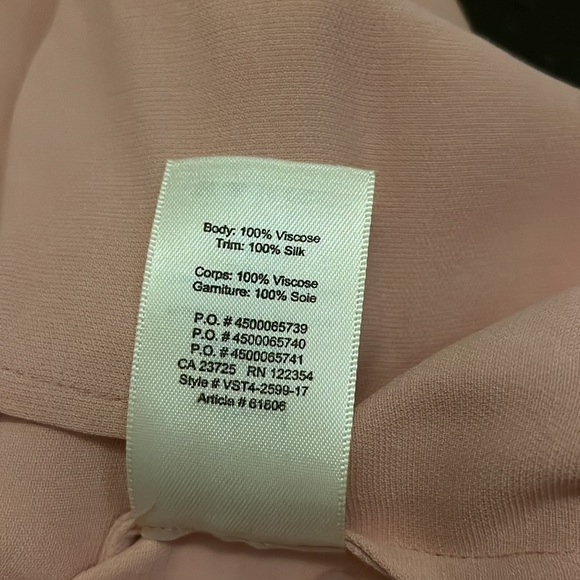 Body: 100% Viscose
Trim: 100% Silk
Corps: 100% Viscose
Garniture: 100% Soie
P.O. # 4500065739
P.O. # 4500065740
P.O. # 4500065741
CA 23725 RN 122354
Style # VST4-2599-17
Article # 61606